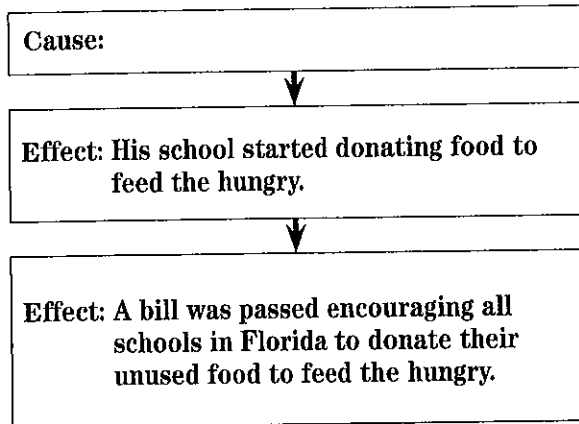 Cause:
Effect: His school started donating food to
feed the hungry.
Effect: A bill was passed encouraging all
schools in Florida to donate their
unused food to feed the hungry.